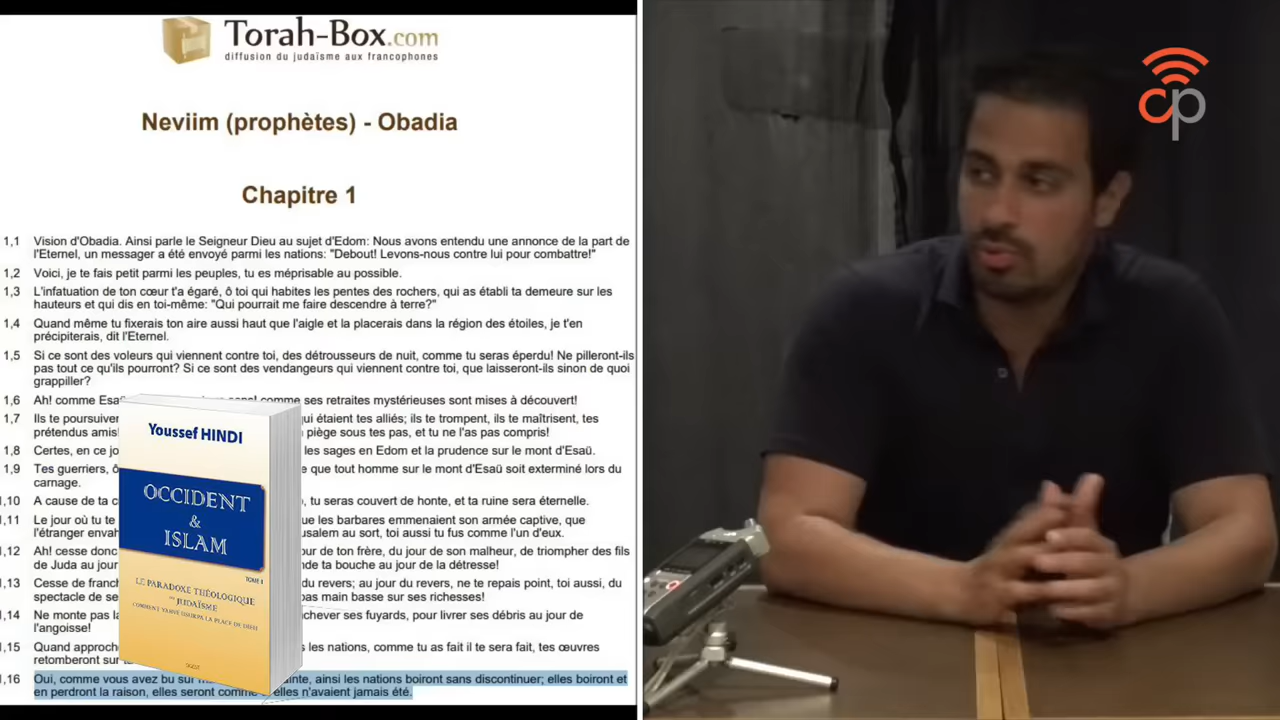 Torah-Box.com
diffusion du judaïsme aux francophones
Neviim (prophètes) - Obadia
Chapitre 1
1,1 Vision d'Obadia. Ainsi parle le Seigneur Dieu au sujet d'Edom: Nous avons entendu une annonce de la part de
l'Eternel, un messager a été envoyé parmi les nations: "Debout! Levons-nous contre lui pour combattre!"
1,2 Voici, je te fais petit parmi les peuples, tu es méprisable au possible.
1,3 L'infatuation de ton cœur t'a égaré, ô toi qui habites les pentes des rochers, qui as établi ta demeure sur les
hauteurs et qui dis en toi-même: "Qui pourrait me faire descendre à terre?"
1,4 Quand même tu fixerais ton aire aussi haut que l'aigle et la placerais dans la région des étoiles, je t'en
précipiterais, dit l'Eternel.
1,5 Si ce sont des voleurs qui viennent contre toi, des détrousseurs de nuit, comme tu seras éperdu! Ne pilleront-ils
pas tout ce qu'ils pourront? Si ce sont des vendangeurs qui viennent contre toi, que laisseront-ils sinon de quoi
grappiller?
1,6 Ah! comme comme ses retraites mystérieuses sont mises à découvert!
1,7 Ils te poursuiven qui étaient tes alliés; ils te trompent, ils te maîtrisent, tes
prétendus amis! piège sous tes pas, et tu ne l'as pas compris!
1,8 Certes, en ce jo les sages en Edom et la prudence sur le mont d'Esaü.
1,9 Tes guerriers, ô e que tout homme sur le mont d'Esaü soit exterminé lors du
carnage.
1,10 A cause de ta c , tu seras couvert de honte, et ta ruine sera éternelle.
1,11 Le jour où tu te que les barbares emmenaient son armée captive, que
l'étranger envah usalem au sort, toi aussi tu fus comme l'un d'eux.
1,12 Ah! cesse donc our de ton frère, du jour de son malheur, de triompher des fils
de Juda au jour nde ta bouche au jour de la détresse!
1,13 Cesse de franch du revers; au jour du revers, ne te repais point, toi aussi, du
spectacle de se pas main basse sur ses richesses!
1,14 Ne monte pas la achever ses fuyards, pour livrer ses débris au jour de
l'angoisse!
1,15 Quand approche s les nations, comme tu as fait il te sera fait, tes œuvres
retomberont sur
1,16 Oui, comme vous avez bu sur inte, ainsi les nations boiront sans discontinuer; elles boiront et
en perdront la raison, elles seront comme elles n'avaient jamais été.
Youssef HINDI
OCCIDENT
&
ISLAM
TOME II
LE PARADOXE THÉOLOGIQUE
DU JUDAÏSME
COMMENT YAHVÉ USURPA LA PLACE DE DIEU
SIGEST
cp